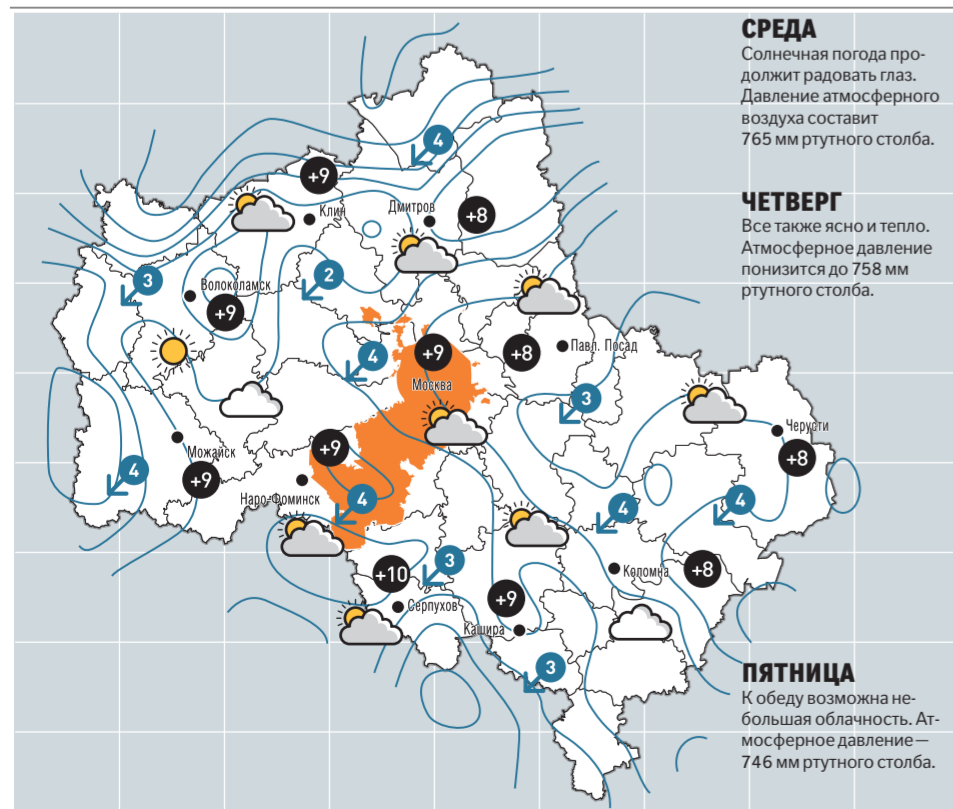 СРЕДА
Солнечная погода про-
должит радовать глаз.
Давление атмосферного
воздуха составит
765 мм ртутного столба.
ЧЕТВЕРГ
Все также ясно и тепло.
Атмосферное давление
понизится до 758 мм
ртутного столба.
4
+9
Клин
Дмитров
+8
3
Волоколамск
2
+9
4
+9
Москва
+8
Павл. Посад
3
Черусти
+8
Можайск
4
+9
+9
Наро-Фоминск
4
4
4
+10
3
Серпухов
+9
Кашира
Коломна
+8
3
ПЯТНИЦА
К обеду возможна не-
большая облачность. Ат-
мосферное давление —
746 мм ртутного столба.